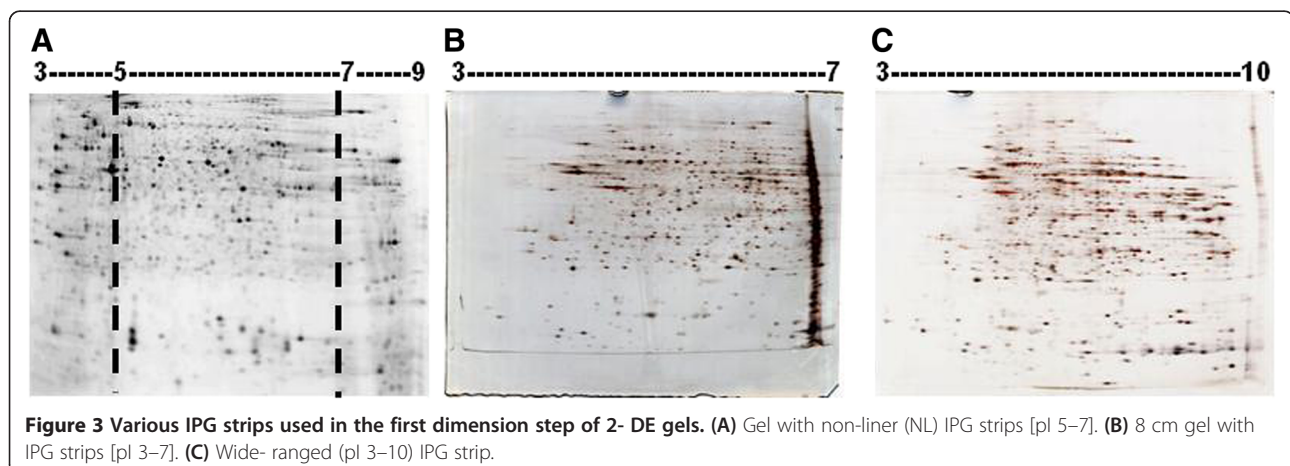 A
B
C
3-------5------------------7------9
3-------------------------------7
3-------------------------------10
Figure 3 Various IPG strips used in the first dimension step of 2- DE gels. (A) Gel with non-liner (NL) IPG strips [pI 5–7]. (B) 8 cm gel with
IPG strips [pI 3–7]. (C) Wide- ranged (pI 3–10) IPG strip.